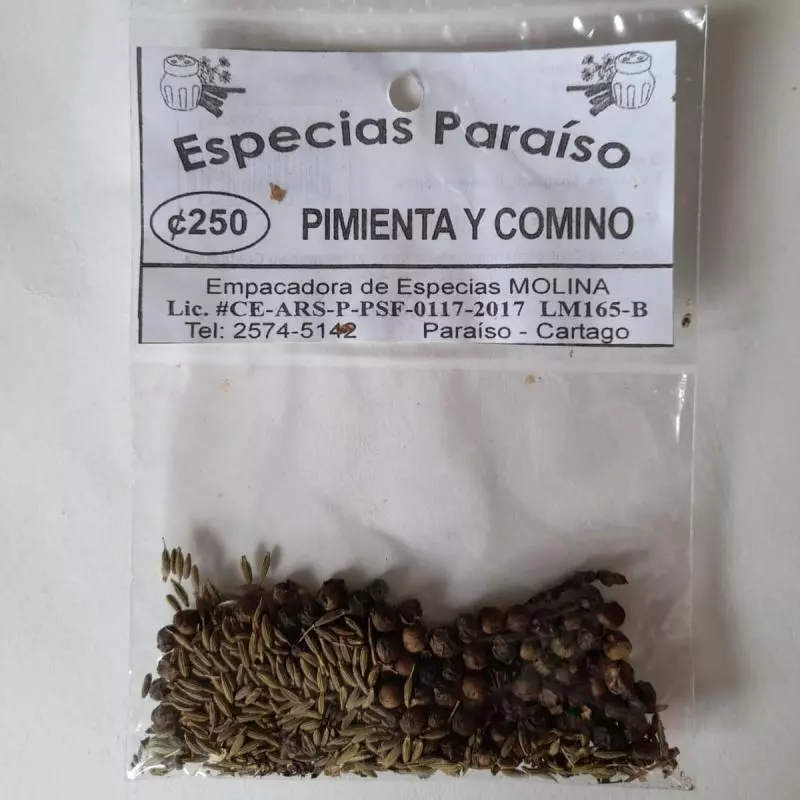 Especias Paraíso
¢250 PIMIENTA Y COMINO
Empacadora de Especias MOLINA
Lic. #CE-ARS-P-PSF-0117-2017 LM165-B
Tel: 2574-5142 Paraíso - Cartago